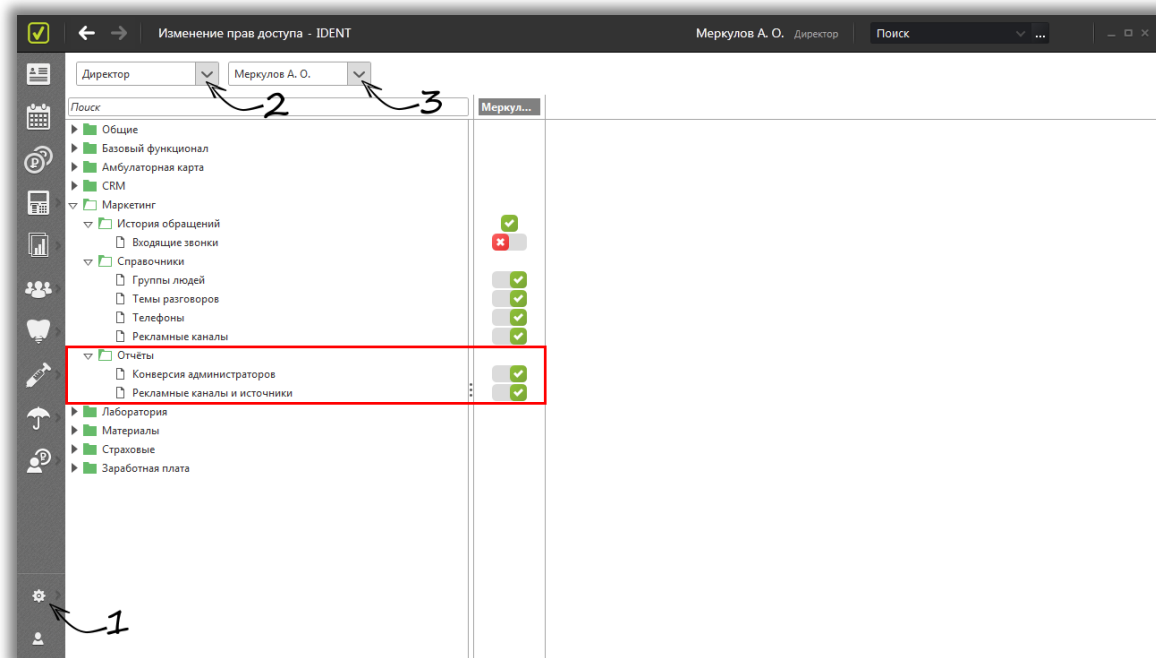 Изменение прав доступа - IDENT
Меркулов А. О. Директор
Поиск
...
Директор
Меркулов А. О.
2
3
Поиск
Меркул...
Общие
Базовый функционал
Амбулаторная карта
CRM
Маркетинг
История обращений
Входящие звонки
Справочники
Группы людей
Темы разговоров
Телефоны
Рекламные каналы
Отчёты
Конверсия администраторов
Рекламные каналы и источники
Лаборатория
Материалы
Страховые
Заработная плата
1